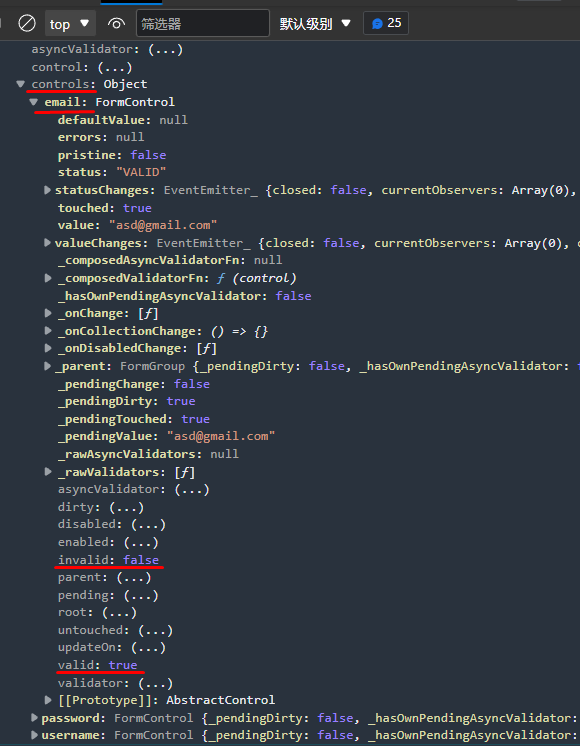 top ▼ 筛选器 默认级别 ▼ 25
asyncValidator: (...)
control: (...)
▼ controls: Object
▼ email: FormControl
defaultValue: null
errors: null
pristine: false
status: "VALID"
▶ statusChanges: EventEmitter_ {closed: false, currentObservers: Array(0),
touched: true
value: "asd@gmail.com"
▶ valueChanges: EventEmitter_ {closed: false, currentObservers: Array(0),
_composedAsyncValidatorFn: null
▶ _composedValidatorFn: ƒ (control)
_hasOwnPendingAsyncValidator: false
▶ _onChange: [ƒ]
▶ _onCollectionChange: () => {}
▶ _onDisabledChange: [ƒ]
▶ _parent: FormGroup {_pendingDirty: false, _hasOwnPendingAsyncValidator:
_pendingChange: false
_pendingDirty: true
_pendingTouched: true
_pendingValue: "asd@gmail.com"
_rawAsyncValidators: null
▶ _rawValidators: [ƒ]
asyncValidator: (...)
dirty: (...)
disabled: (...)
enabled: (...)
invalid: false
parent: (...)
pending: (...)
root: (...)
untouched: (...)
updateOn: (...)
valid: true
validator: (...)
▶ [[Prototype]]: AbstractControl
▶ password: FormControl {_pendingDirty: false, _hasOwnPendingAsyncValidator:
▶ username: FormControl {_pendingDirty: false, _hasOwnPendingAsyncValidator: